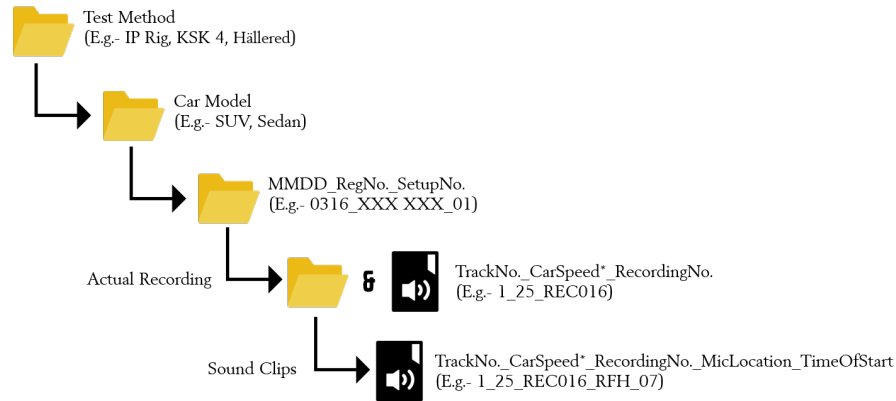 Test Method
(E.g.- IP Rig, KSK 4, Hällered)
Car Model
(E.g.- SUV, Sedan)
MMDD_RegNo._SetupNo.
(E.g.- 0316_XXX XXX_01)
Actual Recording
&
TrackNo._CarSpeed*_RecordingNo.
(E.g.- 1_25_REC016)
Sound Clips
TrackNo._CarSpeed*_RecordingNo._MicLocation_TimeOfStart
(E.g.- 1_25_REC016_RFH_07)